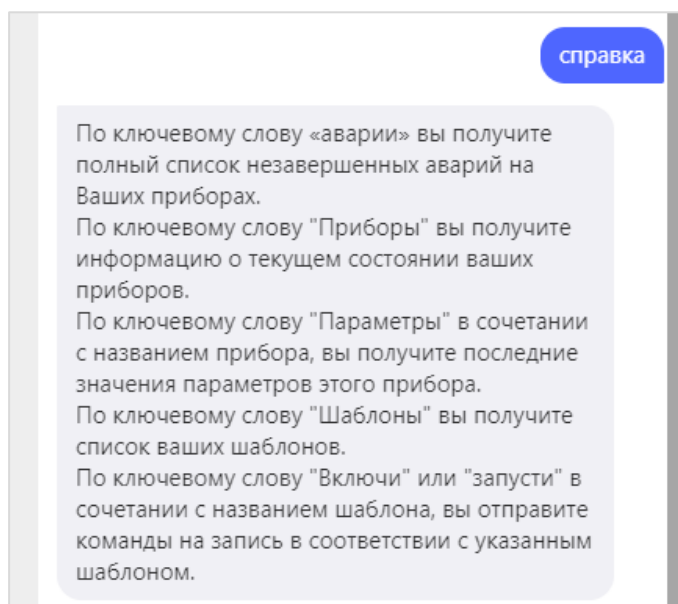 справка
По ключевому слову «аварии» вы получите
полный список незавершенных аварий на
Ваших приборах.
По ключевому слову "Приборы" вы получите
информацию о текущем состоянии ваших
приборов.
По ключевому слову "Параметры" в сочетании
с названием прибора, вы получите последние
значения параметров этого прибора.
По ключевому слову "Шаблоны" вы получите
список ваших шаблонов.
По ключевому слову "Включи" или "запусти" в
сочетании с названием шаблона, вы отправите
команды на запись в соответствии с указанным
шаблоном.